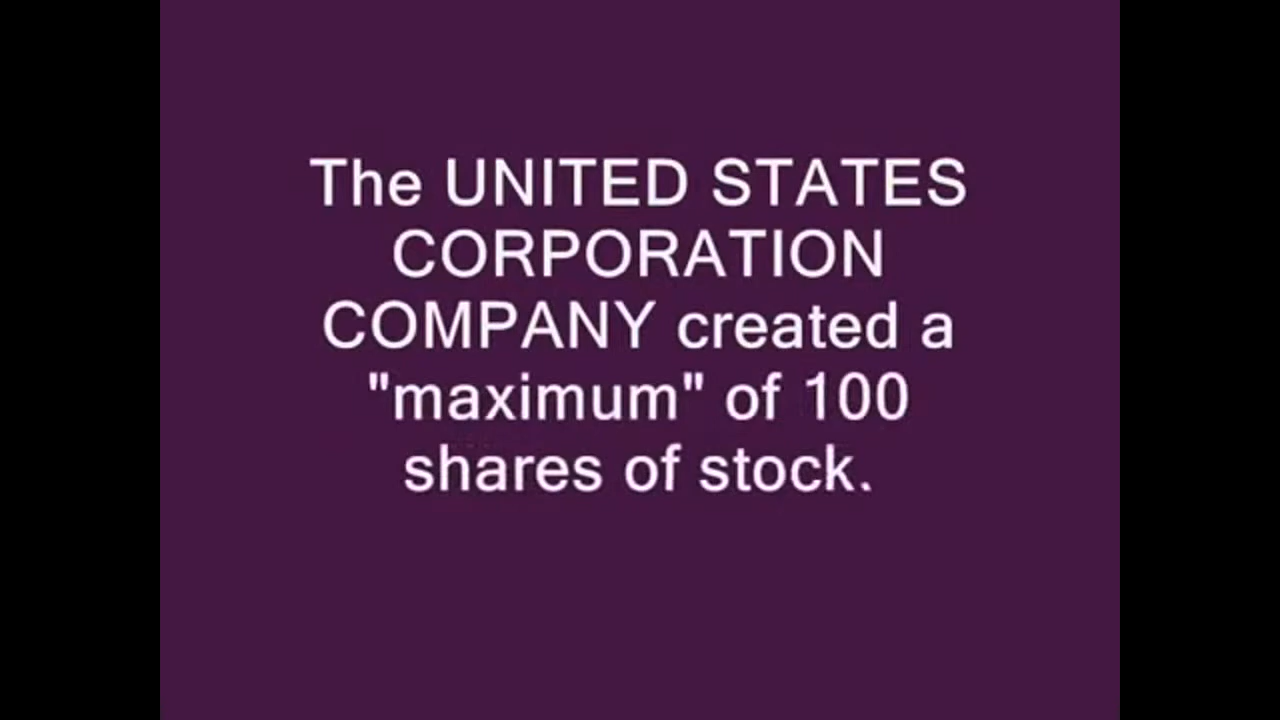 The UNITED STATES
CORPORATION
COMPANY created a
"maximum" of 100
shares of stock.